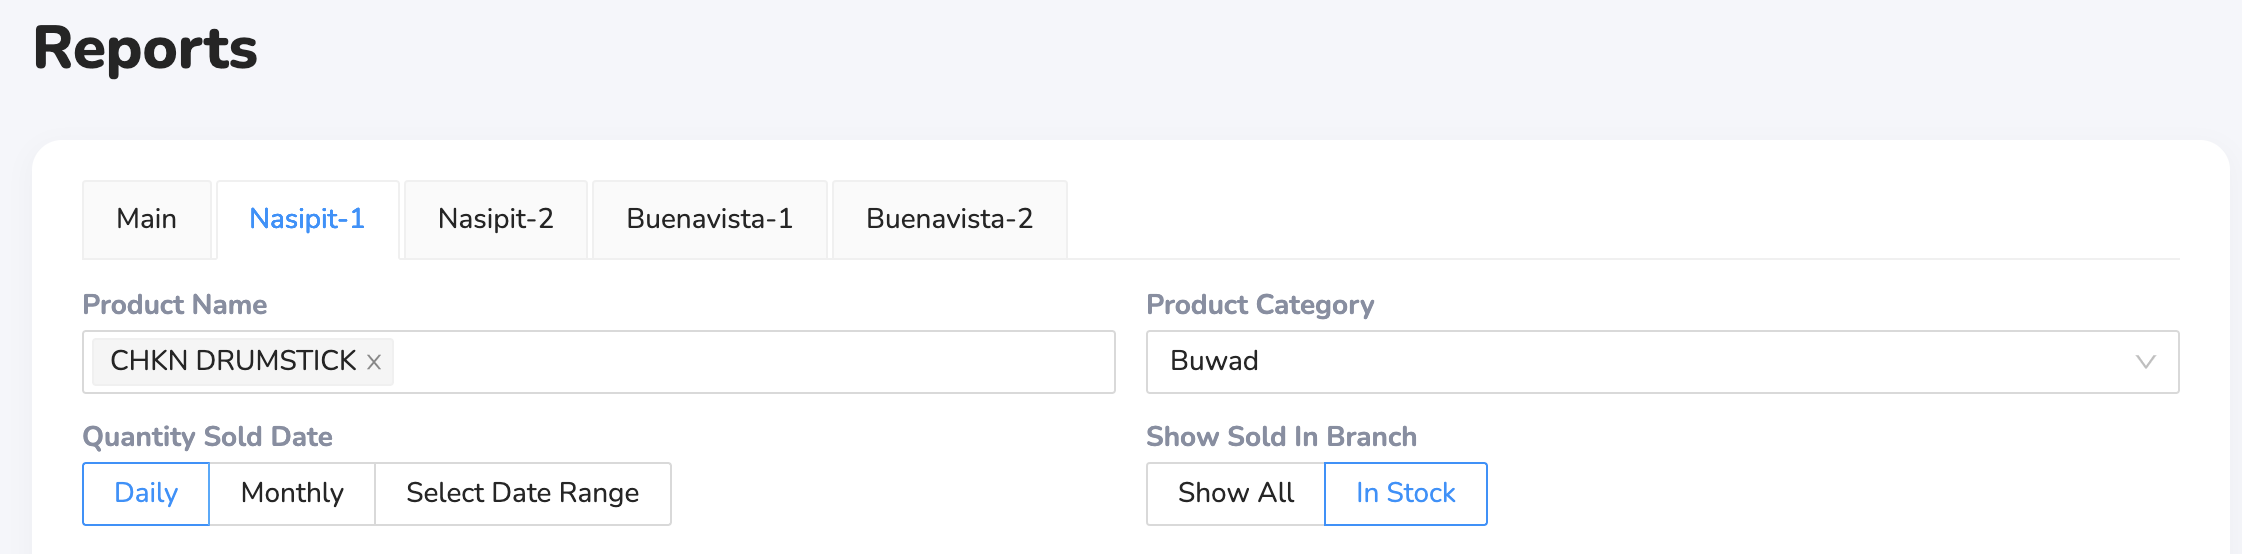 Reports
Main Nasipit-1 Nasipit-2 Buenavista-1 Buenavista-2
Product Name Product Category
CHKN DRUMSTICK Buwad
Quantity Sold Date Show Sold In Branch
Daily Monthly Select Date Range Show All In Stock